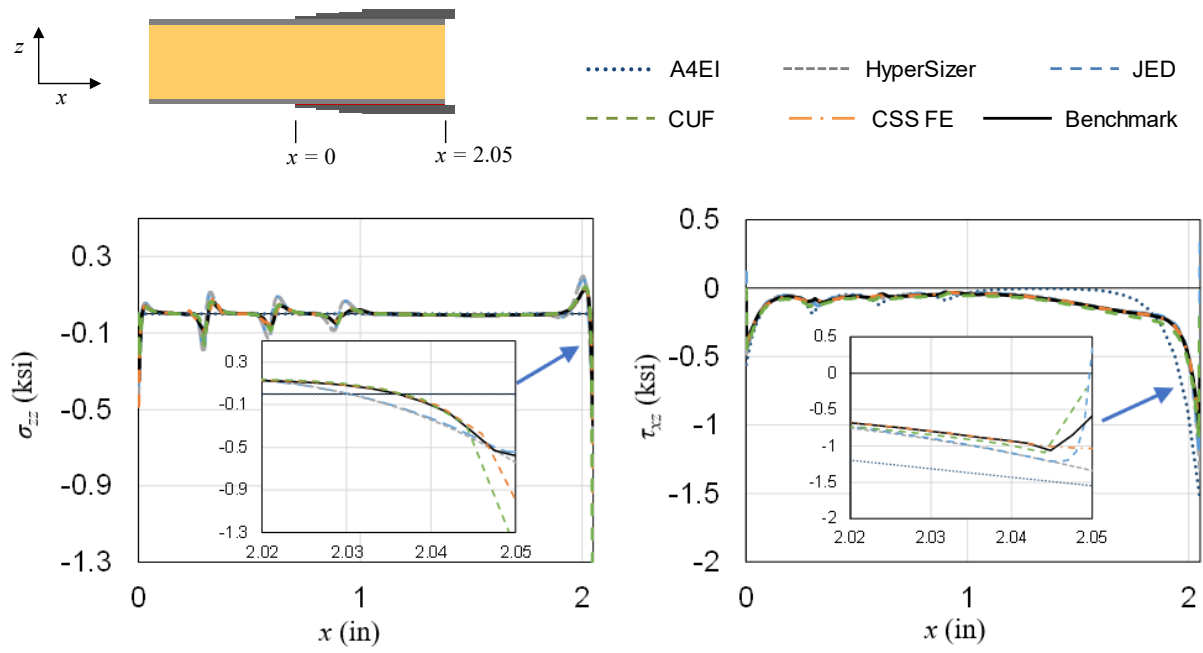 z
x
x = 0
x = 2.05
A4EI
HyperSizer
JED
CUF
CSS FE
Benchmark
σzz (ksi)
0.3
-0.1
-0.5
-0.9
-1.3
0
1
2
x (in)
0.3
-0.1
-0.5
-0.9
-1.3
2.02
2.03
2.04
2.05
τxz (ksi)
0.5
0
-0.5
-1
-1.5
-2
0
1
2
x (in)
0.5
0
-0.5
-1
-1.5
-2
2.02
2.03
2.04
2.05